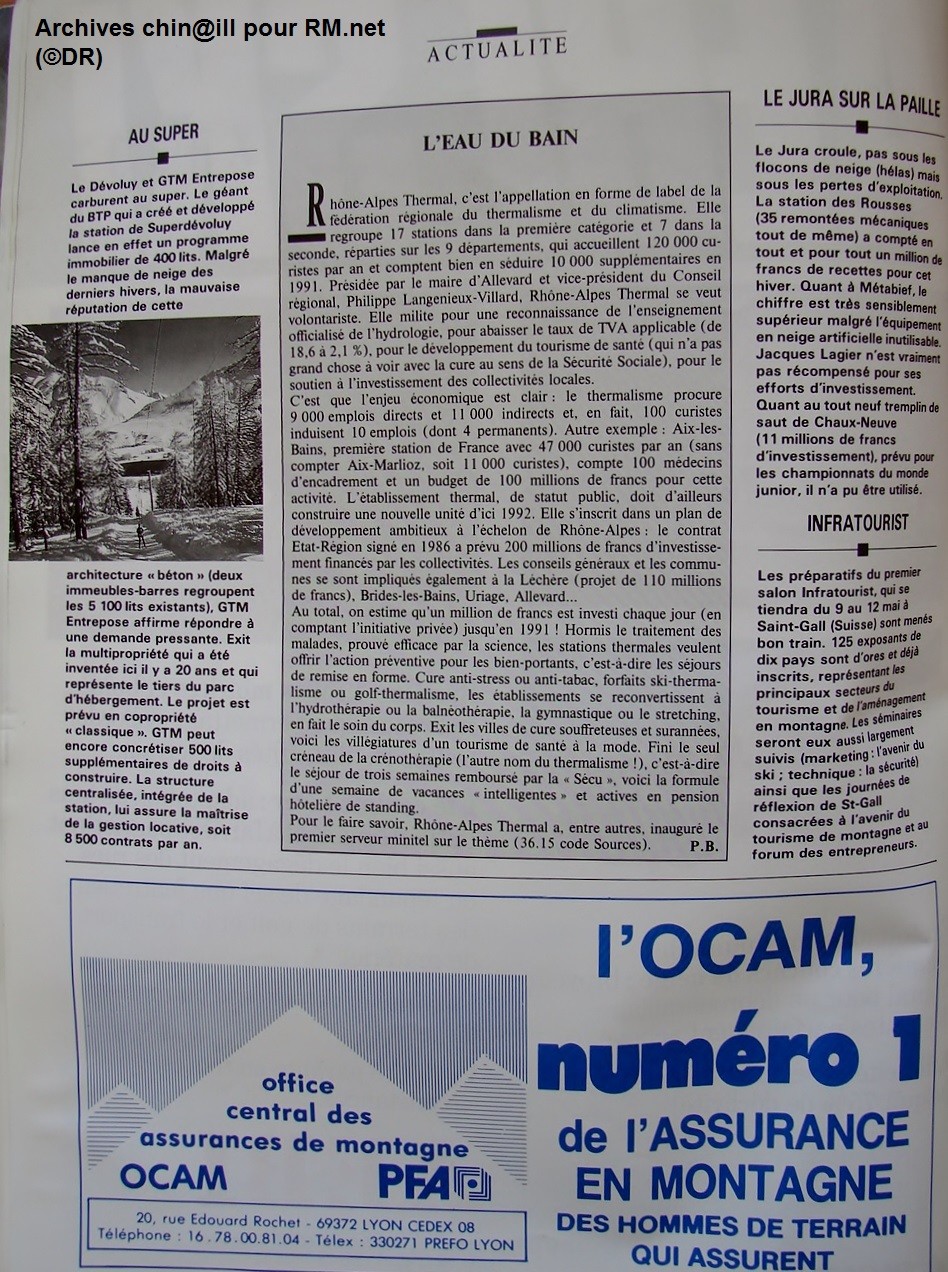 Archives chin@ill pour RM.net
(©DR)
ACTUALITE
AU SUPER
Le Dévoluy et GTM Entrepose
carburent au super. Le géant
du BTP qui a créé et développé
la station de Superdévoluy
lance en effet un programme
immobilier de 400 lits. Malgré
le manque de neige des
derniers hivers, la mauvaise
réputation de cette
architecture « béton » (deux
immeubles-barres regroupent
les 5 100 lits existants), GTM
Entrepose affirme répondre à
une demande pressante. Exit
la multipropriété qui a été
inventée ici il y a 20 ans et qui
représente le tiers du parc
d'hébergement. Le projet est
prévu en copropriété
« classique ». GTM peut
encore concrétiser 500 lits
supplémentaires de droits à
construire. La structure
centralisée, intégrée de la
station, lui assure la maîtrise
de la gestion locative, soit
8 500 contrats par an.
L'EAU DU BAIN
Rhône-Alpes Thermal, c'est l'appellation en forme de label de la
fédération régionale du thermalisme et du climatisme. Elle
regroupe 17 stations dans la première catégorie et 7 dans la
seconde, réparties sur les 9 départements, qui accueillent 120 000 cu-
ristes par an et comptent bien en séduire 10 000 supplémentaires en
1991. Présidée par le maire d'Allevard et vice-président du Conseil
régional, Philippe Langenieux-Villard, Rhône-Alpes Thermal se veut
volontariste. Elle milite pour une reconnaissance de l'enseignement
officialisé de l'hydrologie, pour abaisser le taux de TVA applicable (de
18,6 à 2,1 %), pour le développement du tourisme de santé (qui n'a pas
grand chose à voir avec la cure au sens de la Sécurité Sociale), pour le
soutien à l'investissement des collectivités locales.
C'est que l'enjeu économique est clair : le thermalisme procure
9 000 emplois directs et 11 000 indirects et, en fait, 100 curistes
induisent 10 emplois (dont 4 permanents). Autre exemple : Aix-les-
Bains, première station de France avec 47 000 curistes par an (sans
compter Aix-Marlioz, soit 11 000 curistes), compte 100 médecins
d'encadrement et un budget de 100 millions de francs pour cette
activité. L'établissement thermal, de statut public, doit d'ailleurs
construire une nouvelle unité d'ici 1992. Elle s'inscrit dans un plan de
développement ambitieux à l'échelon de Rhône-Alpes : le contrat
Etat-Région signé en 1986 a prévu 200 millions de francs d'investisse-
ment financés par les collectivités. Les conseils généraux et les commu-
nes se sont impliqués également à la Léchère (projet de 110 millions
de francs), Brides-les-Bains, Uriage, Allevard...
Au total, on estime qu'un million de francs est investi chaque jour (en
comptant l'initiative privée) jusqu'en 1991 ! Hormis le traitement des
malades, prouvé efficace par la science, les stations thermales veulent
offrir l'action préventive pour les bien-portants, c'est-à-dire les séjours
de remise en forme. Cure anti-stress ou anti-tabac, forfaits ski-therma-
lisme ou golf-thermalisme, les établissements se reconvertissent à
l'hydrothérapie ou la balnéothérapie, la gymnastique ou le stretching,
en fait le soin du corps. Exit les villes de cure souffreteuses et surannées,
voici les villégiatures d'un tourisme de santé à la mode. Fini le seul
créneau de la crénothérapie (l'autre nom du thermalisme !), c'est-à-dire
le séjour de trois semaines remboursé par la « Sécu », voici la formule
d'une semaine de vacances « intelligentes » et actives en pension
hôtelière de standing.
Pour le faire savoir, Rhône-Alpes Thermal a, entre autres, inauguré le
premier serveur minitel sur le thème (36.15 code Sources). P.B.
LE JURA SUR LA PAILLE
Le Jura croule, pas sous les
flocons de neige (hélas) mais
sous les pertes d'exploitation.
La station des Rousses
(35 remontées mécaniques
tout de même) a compté en
tout et pour tout un million de
francs de recettes pour cet
hiver. Quant à Métabief, le
chiffre est très sensiblement
supérieur malgré l'équipement
en neige artificielle inutilisable.
Jacques Lagier n'est vraiment
pas récompensé pour ses
efforts d'investissement.
Quant au tout neuf tremplin de
saut de Chaux-Neuve
(11 millions de francs
d'investissement), prévu pour
les championnats du monde
junior, il n'a pu être utilisé.
INFRATOURIST
Les préparatifs du premier
salon Infratourist, qui se
tiendra du 9 au 12 mai à
Saint-Gall (Suisse) sont menés
bon train. 125 exposants de
dix pays sont d'ores et déjà
inscrits, représentant les
principaux secteurs du
tourisme et de l'aménagement
en montagne. Les séminaires
seront eux aussi largement
suivis (marketing : l'avenir du
ski ; technique : la sécurité)
ainsi que les journées de
réflexion de St-Gall
consacrées à l'avenir du
tourisme de montagne et au
forum des entrepreneurs.
office
central des
assurances de montagne
OCAM PFA
20, rue Edouard Rochet - 69372 LYON CEDEX 08
Téléphone : 16.78.00.81.04 - Télex : 330271 PREFO LYON
l'OCAM,
numéro 1
de l'ASSURANCE
EN MONTAGNE
DES HOMMES DE TERRAIN
QUI ASSURENT